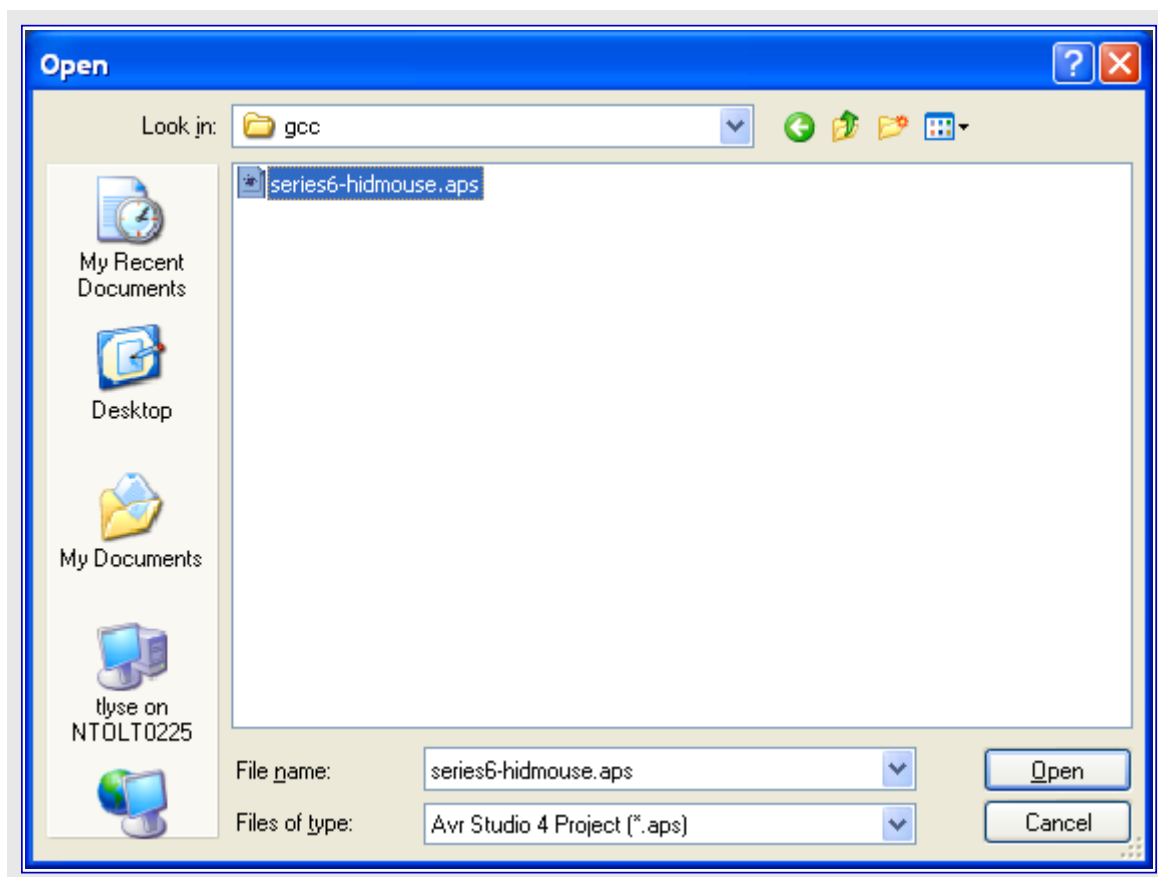 Open
Look in:
gcc
series6-hidmouse.aps
My Recent
Documents
Desktop
My Documents
tlyse on
NTOLT0225
File name:
series6-hidmouse.aps
Open
Files of type:
Avr Studio 4 Project (*.aps)
Cancel